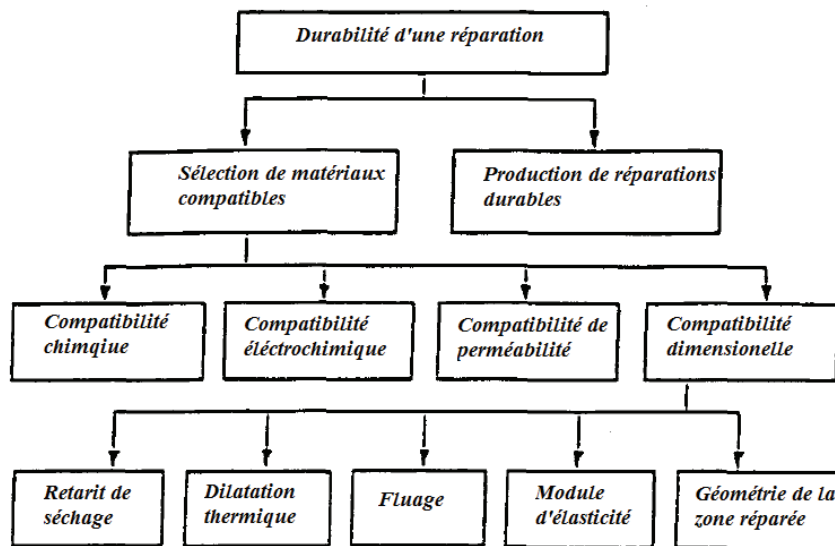 Durabilité d'une réparation
Sélection de matériaux
compatibles
Production de réparations
durables
Compatibilité
chimqiue
Compatibilité
éléctrochimique
Compatibilité de
perméabilité
Compatibilité
dimensionelle
Retarit de
séchage
Dilatation
thermique
Fluage
Module
d'élasticité
Géométrie de la
zone réparée